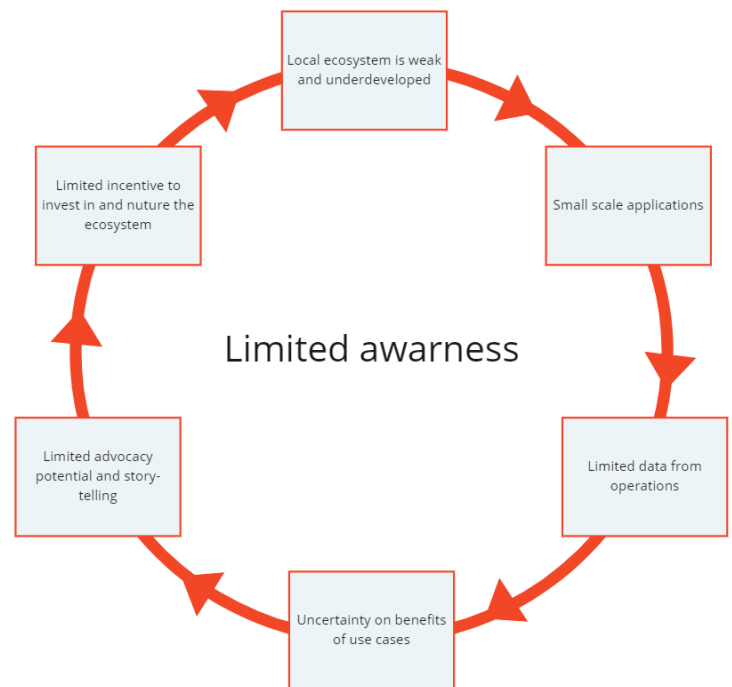 Local ecosystem is weak
and underdeveloped
Small scale applications
Limited data from
operations
Uncertainty on benefits
of use cases
Limited advocacy
potential and story-
telling
Limited incentive to
invest in and nuture the
ecosystem
Limited awarness